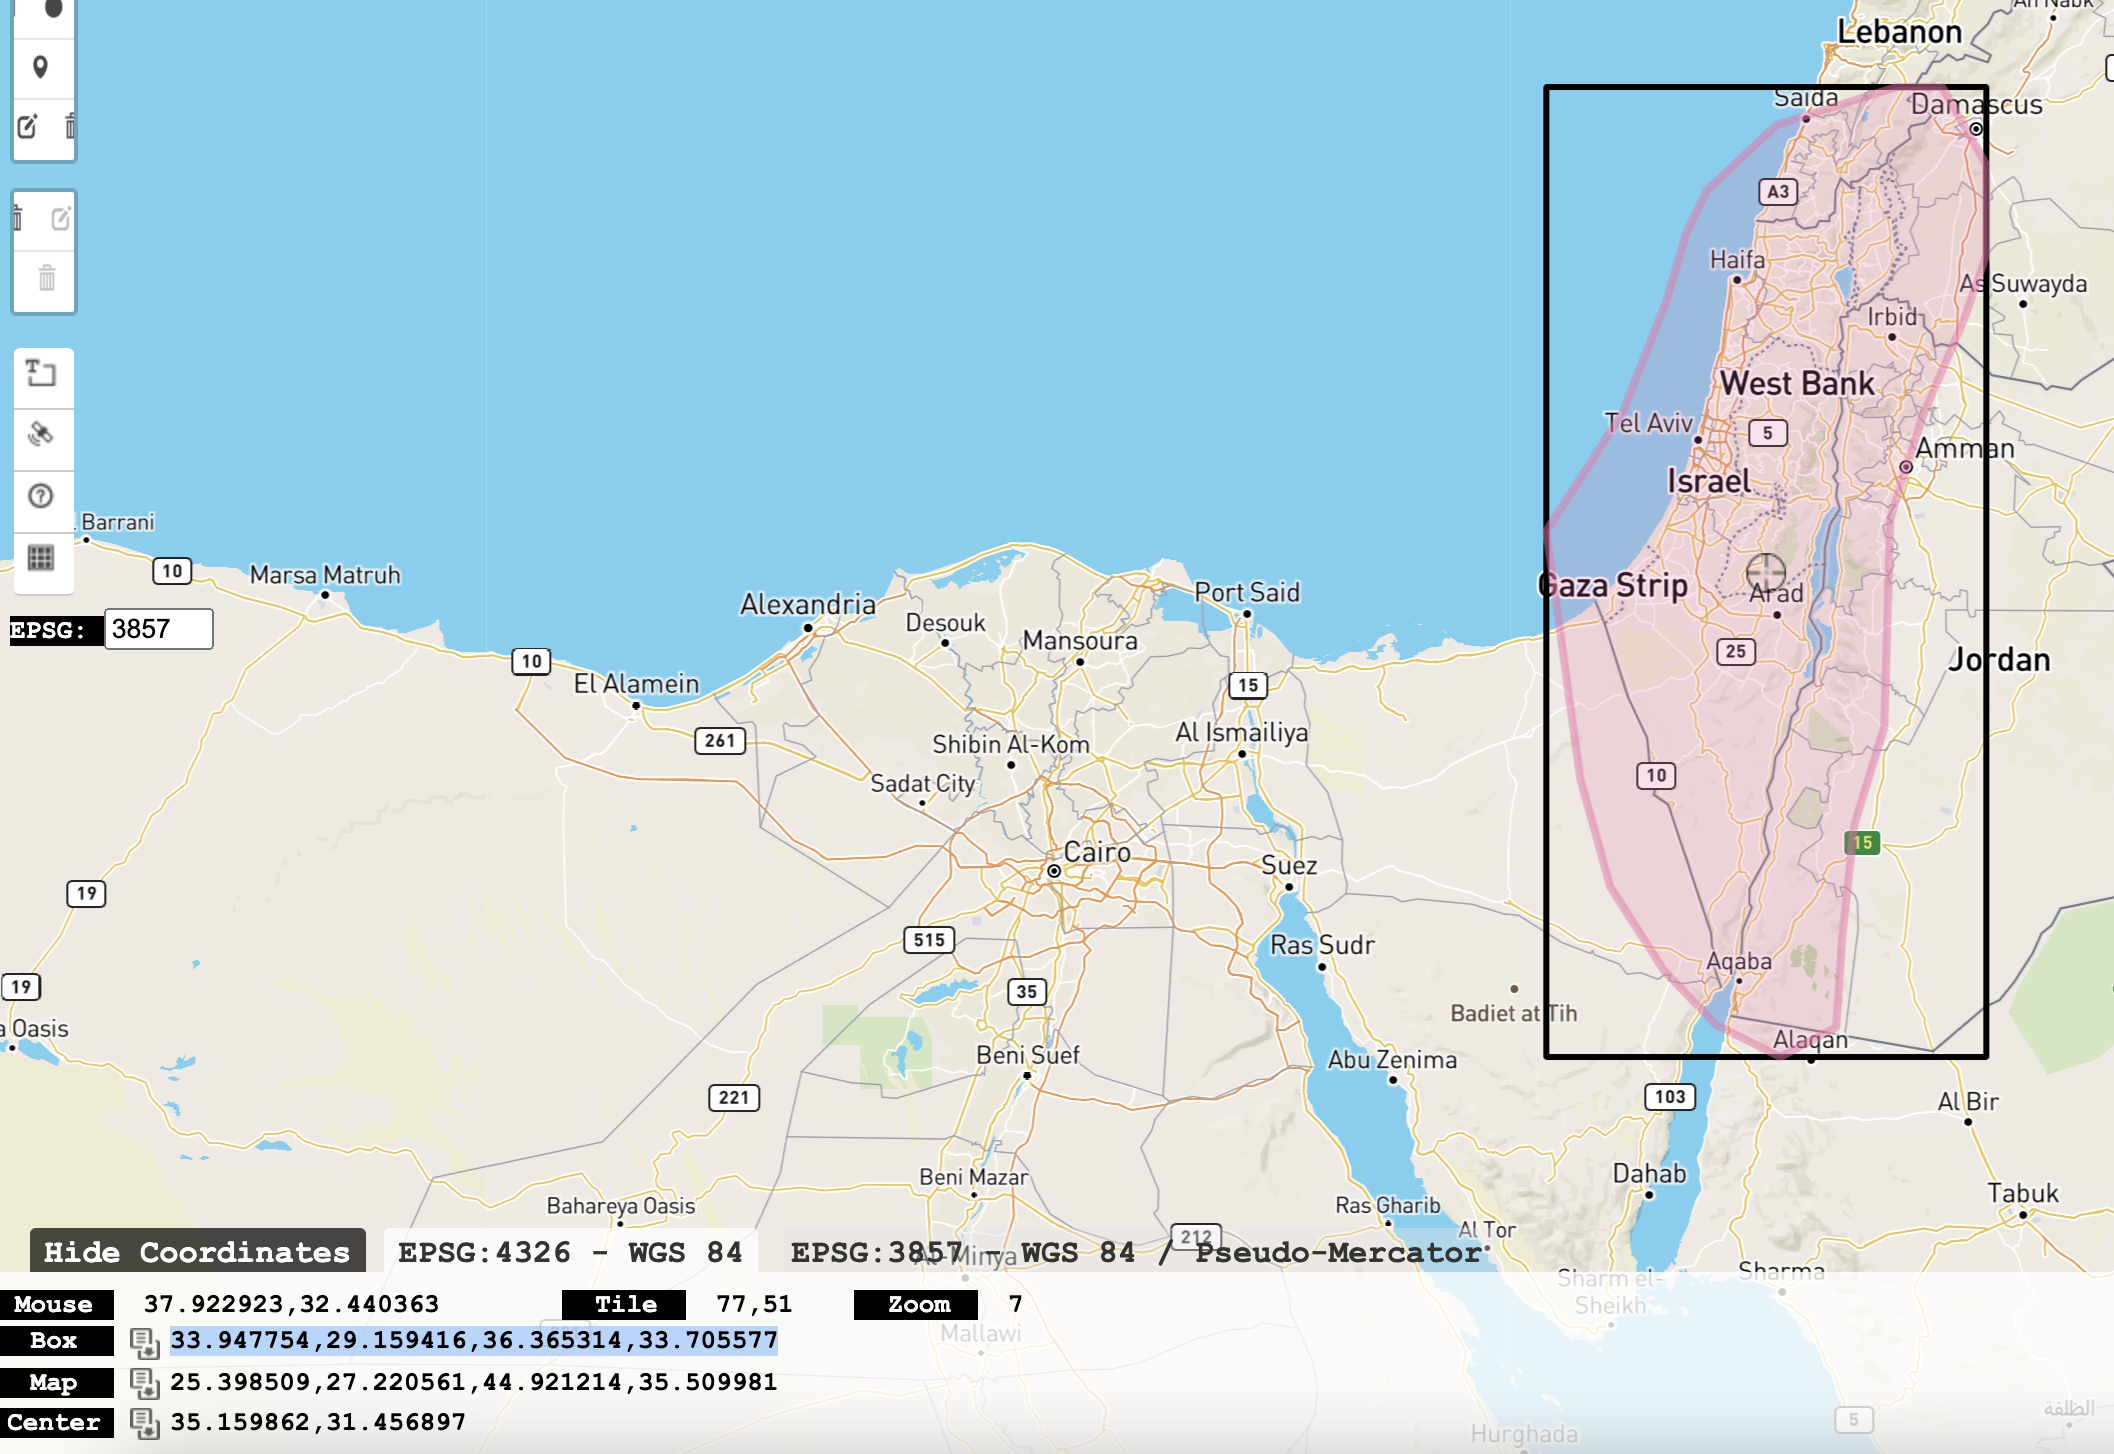 An Nabk
Lebanon
Saida
Damascus
A3
Haifa
As Suwayda
Irbid
West Bank
Tel Aviv
5
Amman
Israel
Barrani
10
Marsa Matruh
Gaza Strip
Arad
Port Said
Alexandria
Desouk
Mansoura
EPSG:
3857
10
25
Jordan
El Alamein
15
261
Shibin Al-Kom
Al Ismailiya
10
Sadat City
15
Cairo
Suez
19
515
Ras Sudr
Aqaba
19
35
Badiet at Tih
a Oasis
Alaqan
Beni Suef
Abu Zenima
221
103
Al Bir
Beni Mazar
Dahab
Tabuk
Bahareya Oasis
Ras Gharib
Al Tor
212
Hide Coordinates
EPSG:4326 - WGS 84
EPSG:3857 - WGS 84 / Pseudo-Mercator
Al-Minya
Sharm el-
Sheikh
Sharma
Mouse 37.922923,32.440363 Tile 77,51 Zoom 7
Box 33.947754,29.159416,36.365314,33.705577
Mallawi
Map 25.398509,27.220561,44.921214,35.509981
Center 35.159862,31.456897
5
الظلفة
Hurghada